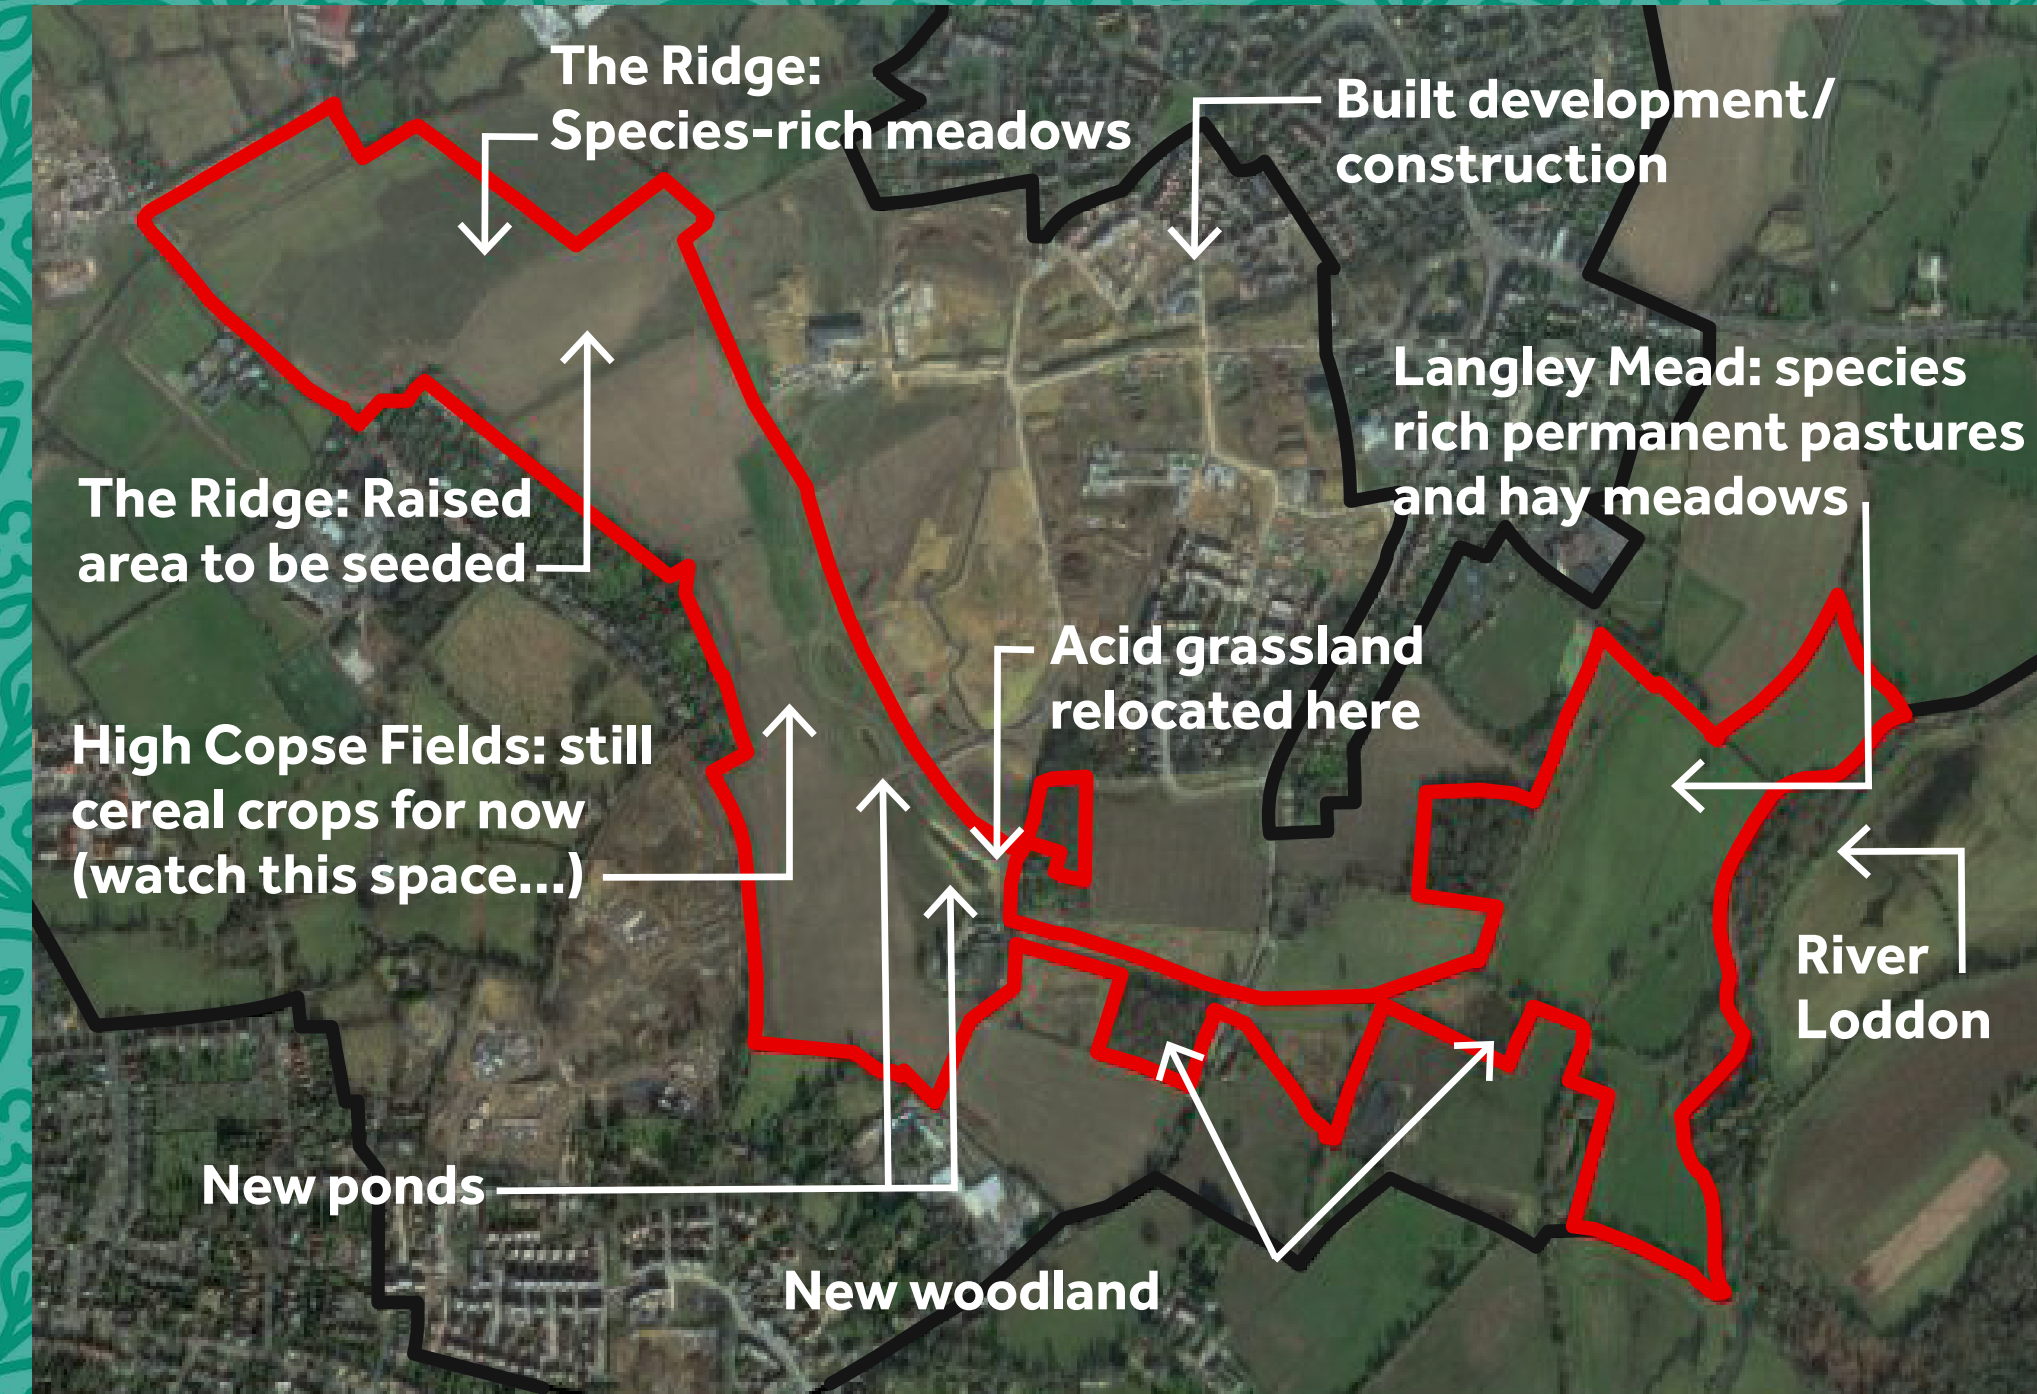 The Ridge:
Species-rich meadows
Built development/
construction
Langley Mead: species
rich permanent pastures
and hay meadows
The Ridge: Raised
area to be seeded
Acid grassland
relocated here
High Copse Fields: still
cereal crops for now
(watch this space...)
River
Loddon
New ponds
New woodland